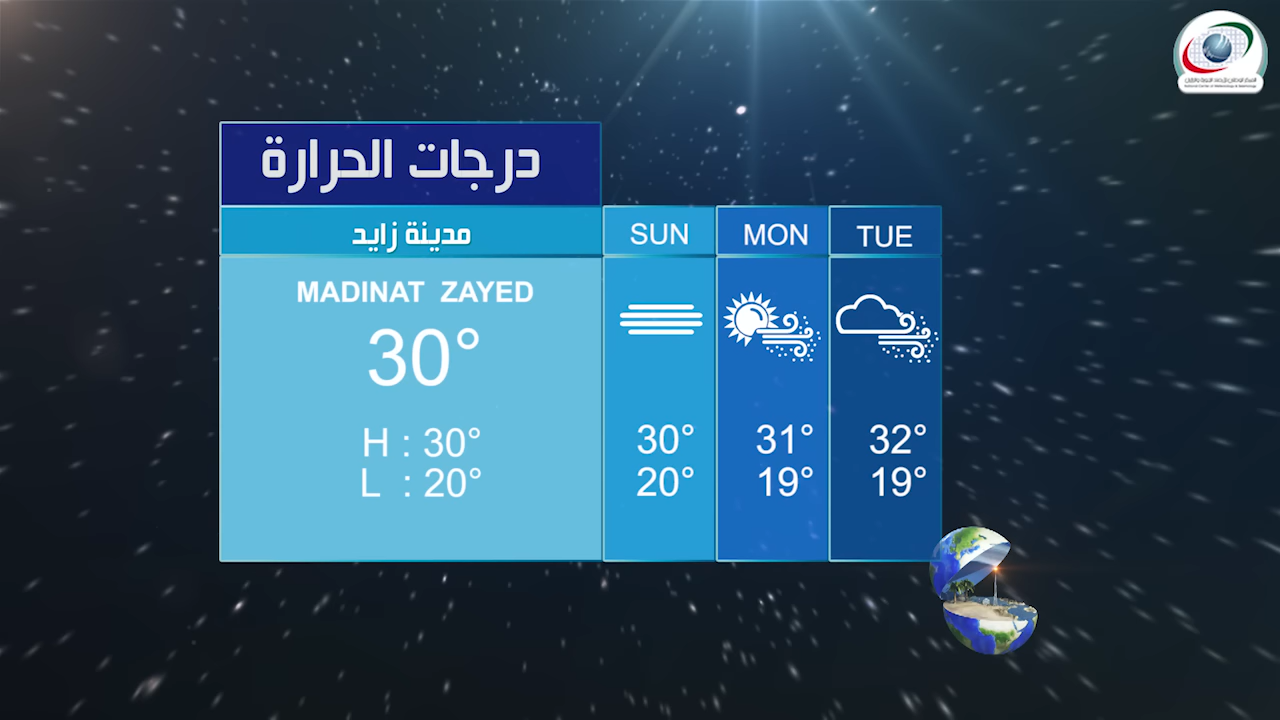 درجات الحرارة
مدينة زايد
SUN MON TUE
MADINAT ZAYED
30°
H : 30°
L : 20°
30° 31° 32°
20° 19° 19°